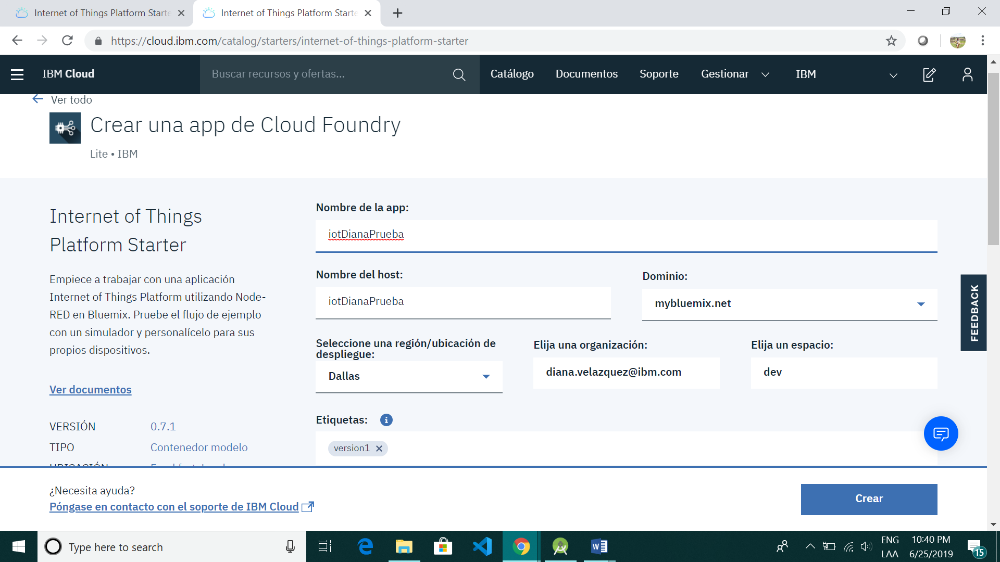 Internet of Things Platform Starte
Internet of Things Platform Starte
https://cloud.ibm.com/catalog/starters/internet-of-things-platform-starter
IBM Cloud
Buscar recursos y ofertas...
Catálogo
Documentos
Soporte
Gestionar
IBM
Ver todo
Crear una app de Cloud Foundry
Lite • IBM
Internet of Things
Platform Starter
Empiece a trabajar con una aplicación
Internet of Things Platform utilizando Node-
RED en Bluemix. Pruebe el flujo de ejemplo
con un simulador y personalícelo para sus
propios dispositivos.
Ver documentos
VERSIÓN 0.7.1
TIPO Contenedor modelo
UBICACIÓN
Nombre de la app:
iotDianaPrueba
Nombre del host:
iotDianaPrueba
Dominio:
mybluemix.net
Seleccione una región/ubicación de
despliegue:
Dallas
Elija una organización:
diana.velazquez@ibm.com
Elija un espacio:
dev
Etiquetas:
version1
FEEDBACK
¿Necesita ayuda?
Póngase en contacto con el soporte de IBM Cloud
Crear
Type here to search
ENG
LAA
10:40 PM
6/25/2019
15